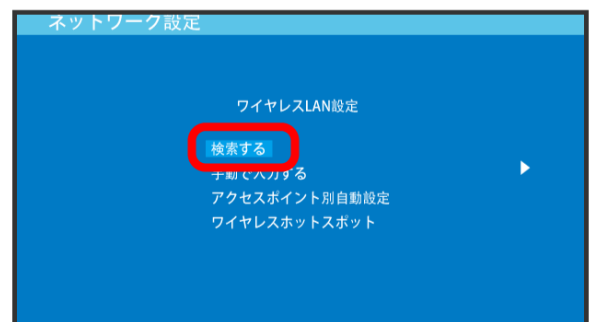 ネットワーク設定
ワイヤレスLAN設定
検索する
手動で入力する
アクセスポイント別自動設定
ワイヤレスホットスポット